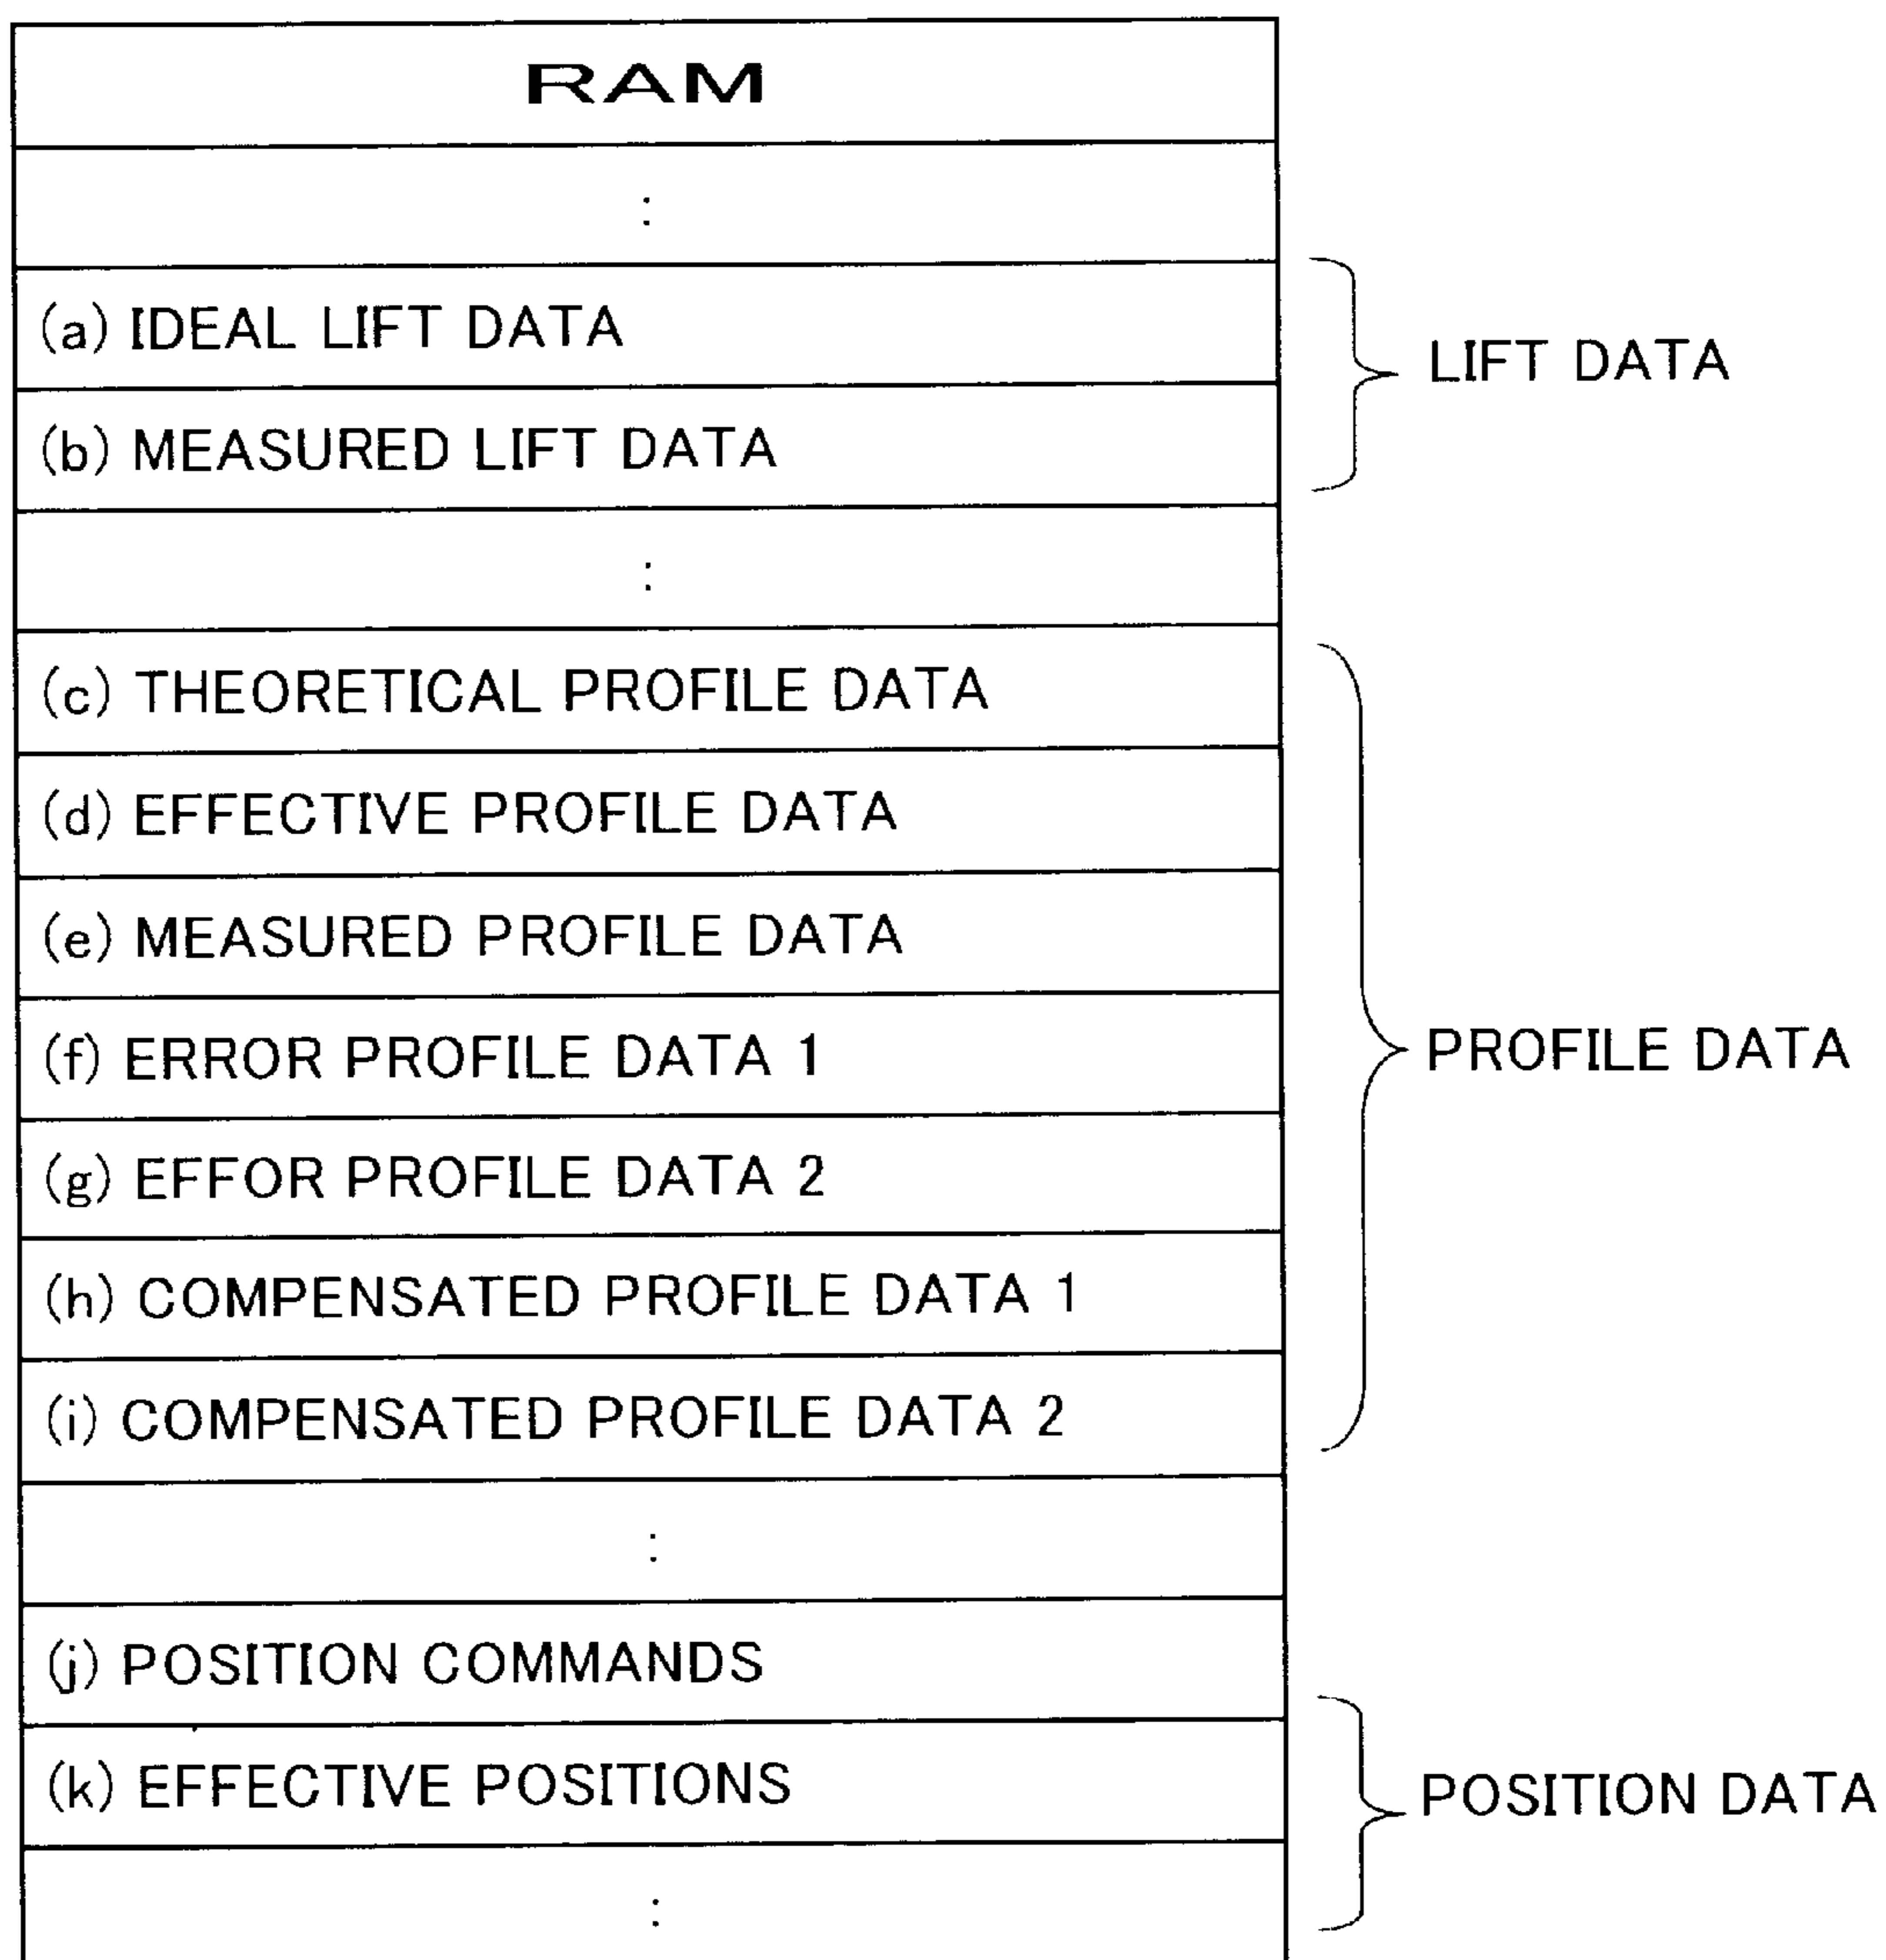 RAM
:
(a) IDEAL LIFT DATA
(b) MEASURED LIFT DATA
LIFT DATA
:
(c) THEORETICAL PROFILE DATA
(d) EFFECTIVE PROFILE DATA
(e) MEASURED PROFILE DATA
(f) ERROR PROFILE DATA 1
(g) EFFOR PROFILE DATA 2
(h) COMPENSATED PROFILE DATA 1
(i) COMPENSATED PROFILE DATA 2
PROFILE DATA
:
(j) POSITION COMMANDS
(k) EFFECTIVE POSITIONS
POSITION DATA
: